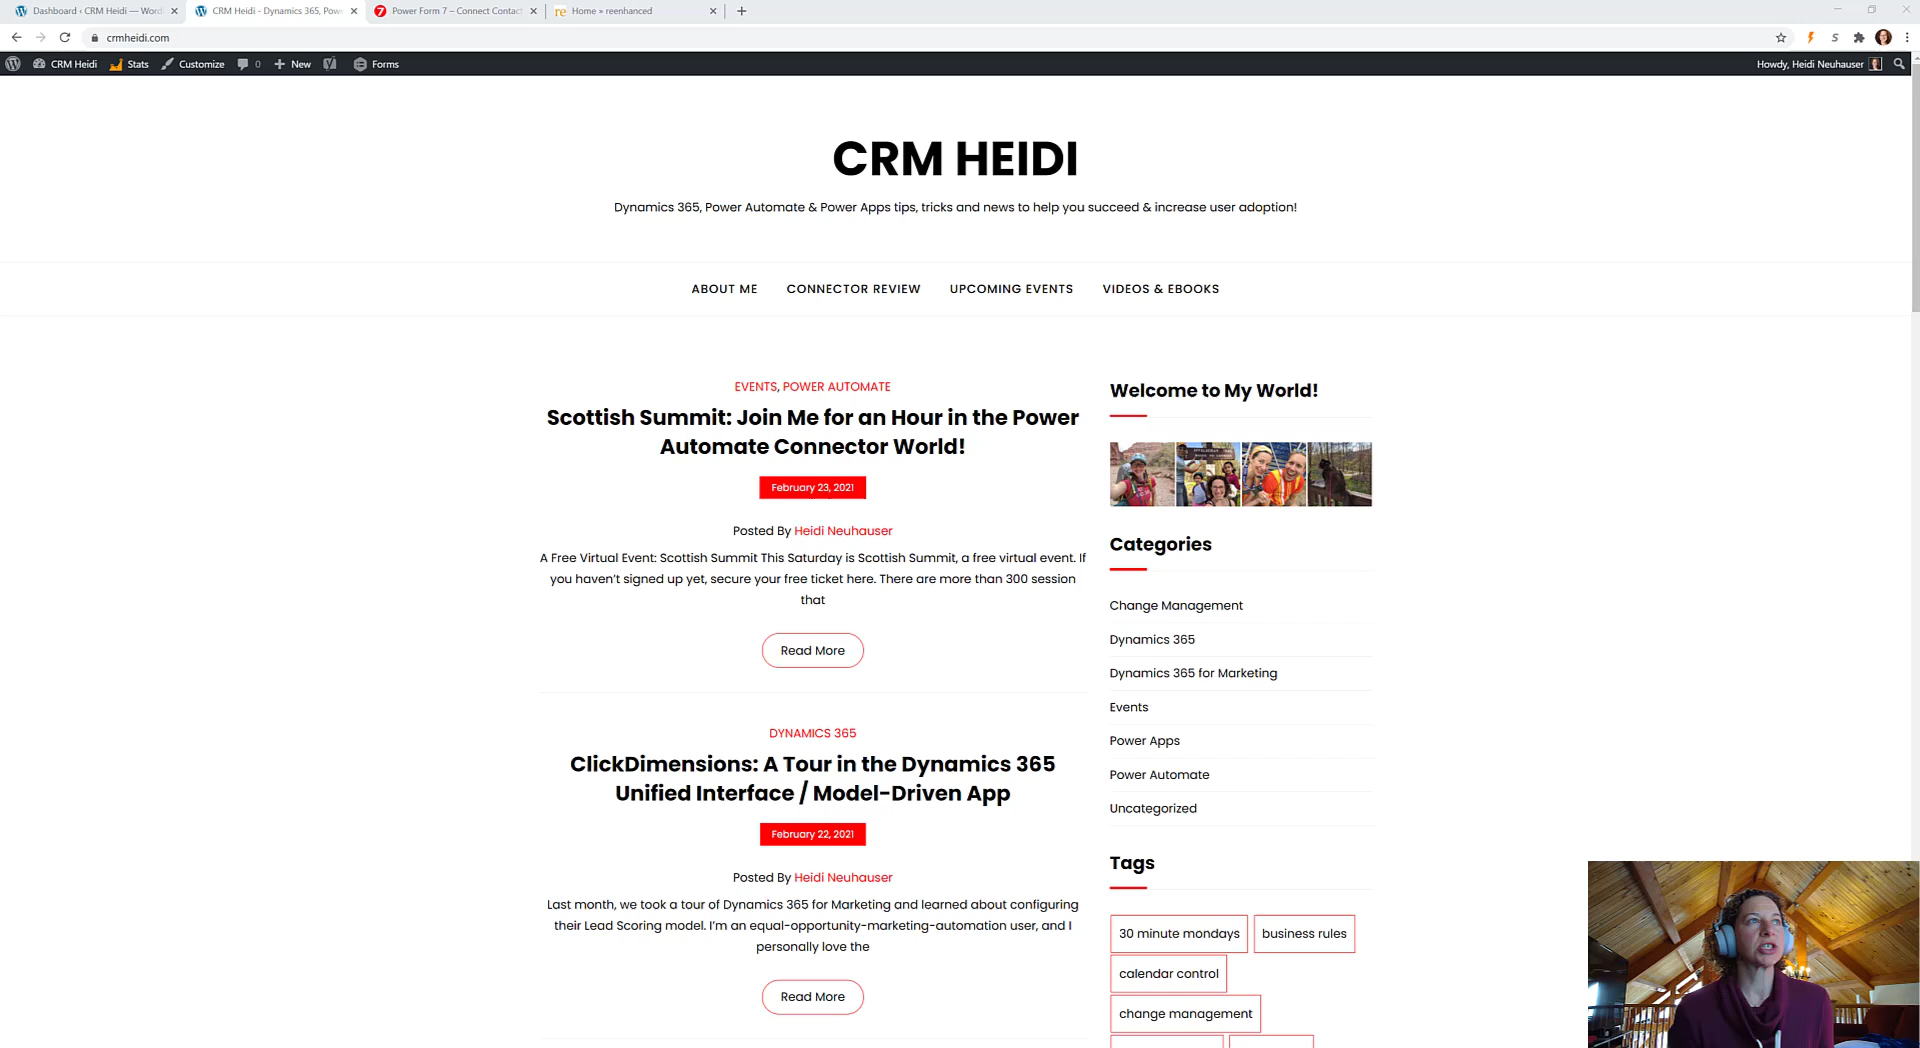 Dashboard ‹ CRM Heidi — Word
CRM Heidi - Dynamics 365, Pow
Power Form 7 – Connect Contact
re Home » reenhanced
crmheidi.com
CRM Heidi
Stats
Customize
0
New
Forms
Howdy, Heidi Neuhauser
CRM HEIDI
Dynamics 365, Power Automate & Power Apps tips, tricks and news to help you succeed & increase user adoption!
ABOUT ME
CONNECTOR REVIEW
UPCOMING EVENTS
VIDEOS & EBOOKS
EVENTS, POWER AUTOMATE
Scottish Summit: Join Me for an Hour in the Power
Automate Connector World!
February 23, 2021
Posted By Heidi Neuhauser
A Free Virtual Event: Scottish Summit This Saturday is Scottish Summit, a free virtual event. If
you haven’t signed up yet, secure your free ticket here. There are more than 300 session
that
Read More
DYNAMICS 365
ClickDimensions: A Tour in the Dynamics 365
Unified Interface / Model-Driven App
February 22, 2021
Posted By Heidi Neuhauser
Last month, we took a tour of Dynamics 365 for Marketing and learned about configuring
their Lead Scoring model. I’m an equal-opportunity-marketing-automation user, and I
personally love the
Read More
Welcome to My World!
Categories
Change Management
Dynamics 365
Dynamics 365 for Marketing
Events
Power Apps
Power Automate
Uncategorized
Tags
30 minute mondays
business rules
calendar control
change management